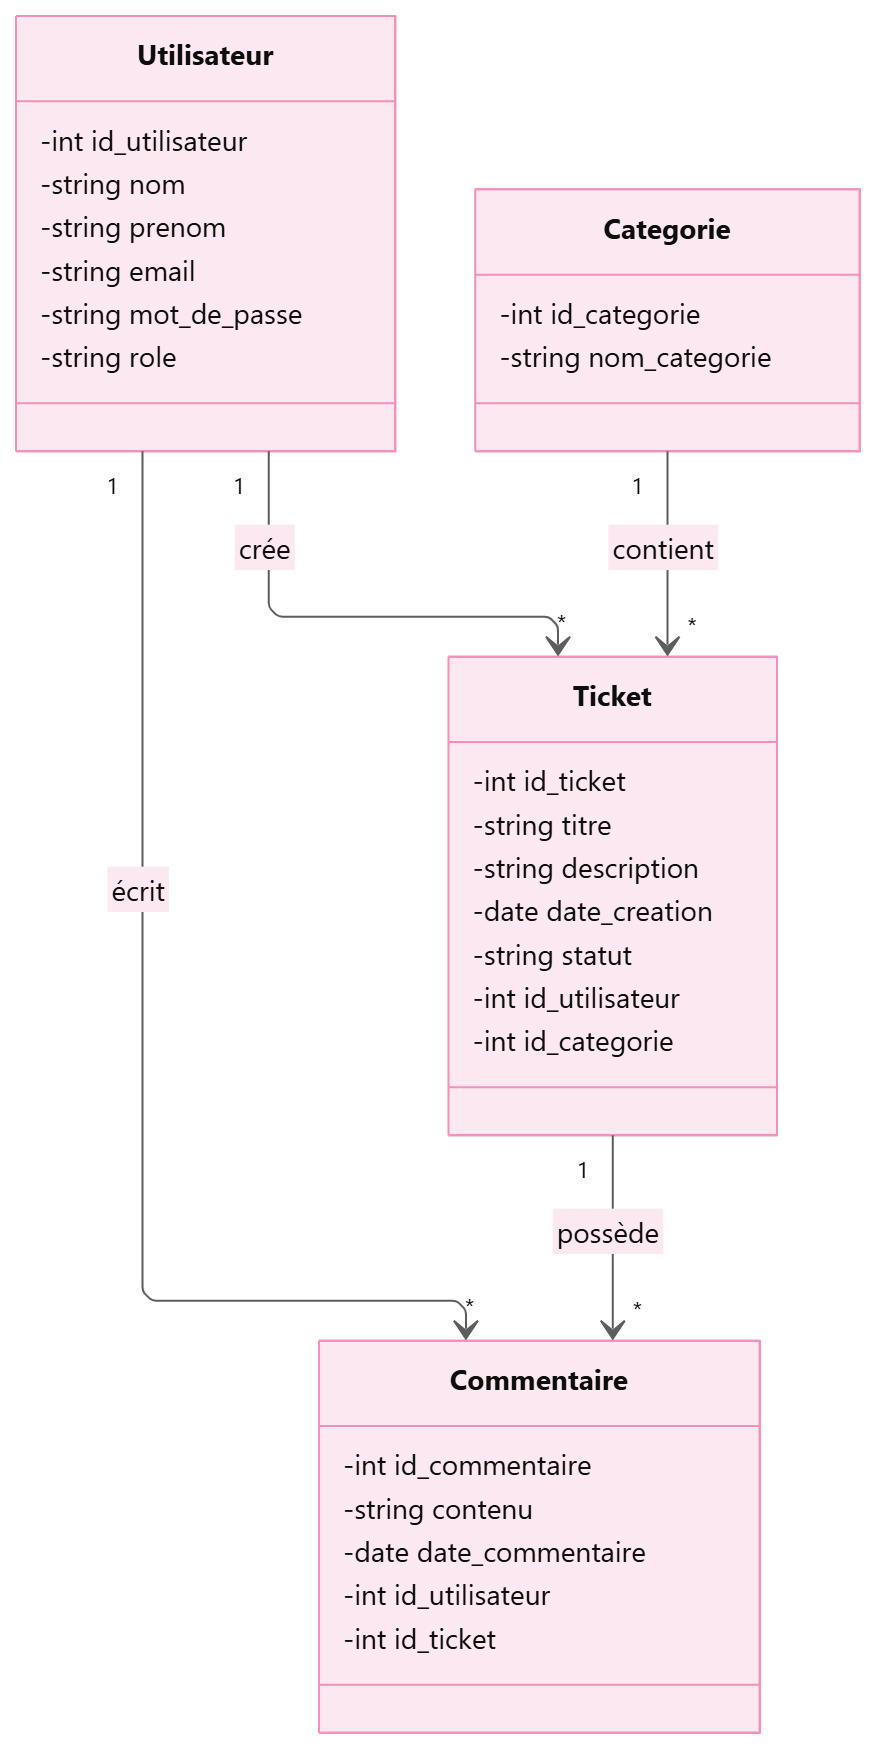 Utilisateur
-int id_utilisateur
-string nom
-string prenom
-string email
-string mot_de_passe
-string role
Categorie
-int id_categorie
-string nom_categorie
1
1
1
crée
contient
*
*
Ticket
-int id_ticket
-string titre
-string description
-date date_creation
-string statut
-int id_utilisateur
-int id_categorie
écrit
1
possède
*
*
Commentaire
-int id_commentaire
-string contenu
-date date_commentaire
-int id_utilisateur
-int id_ticket